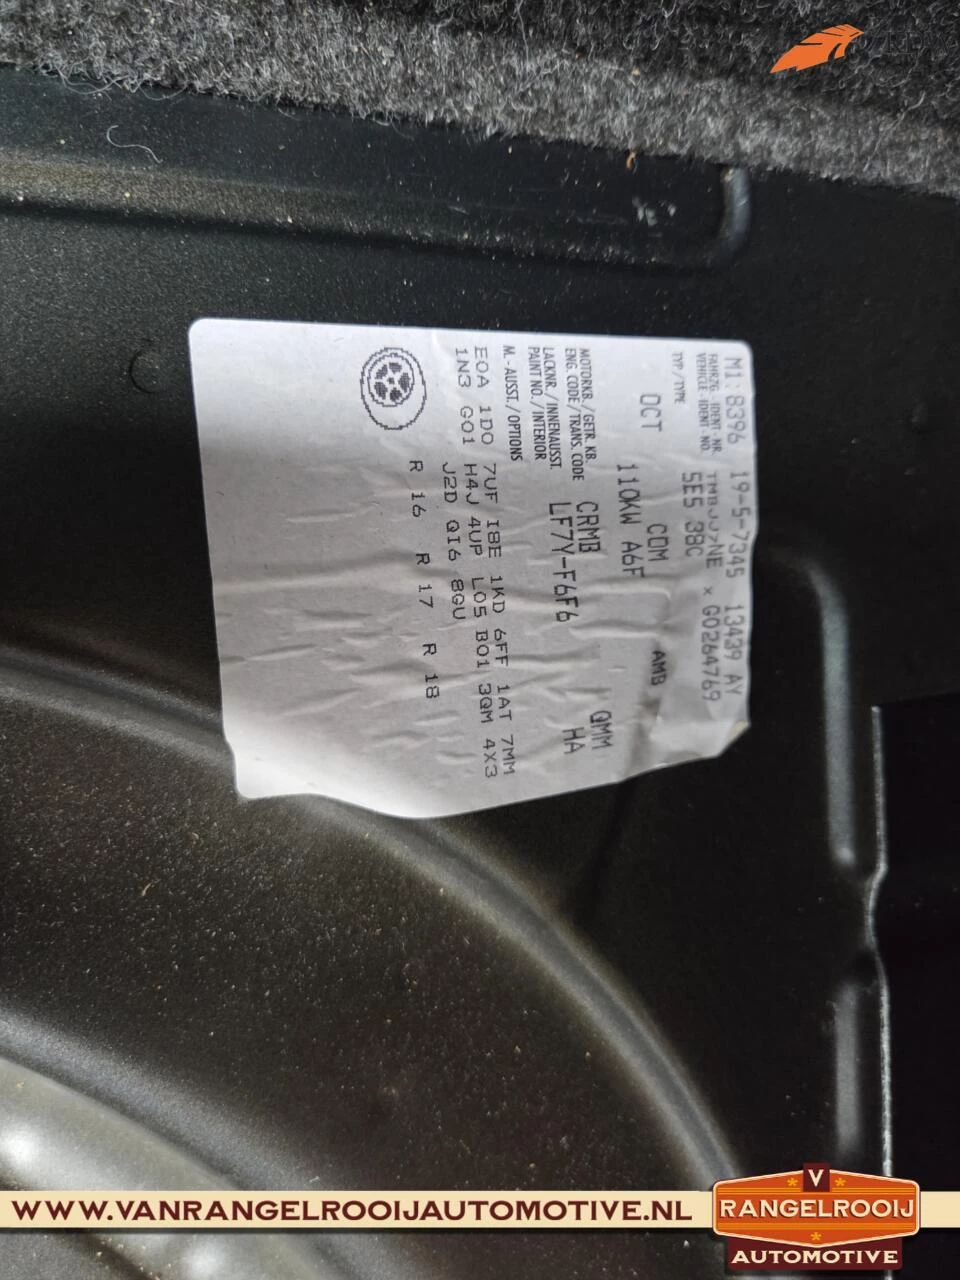 M1:8396 19-5-7345 13439 AY
FAHRZG.-IDENT.-NR.
VEHICLE-IDENT.-NO.
TMBJJ7NE × G0264769
TYP/TYPE
5E5 38C
OCT COM AMB
110KW A6F
MOTORKB./GETR.KB.
ENG.CODE/TRANS.CODE
CRMB QMM
LACKNR./INNENAUSST.
PAINT NO./INTERIOR
LF7Y-F6F6 HA
M.-AUSST./OPTIONS
7UF I8E 1KD 6FF 1AT 7MM
E0A 1D0 H4J 4UP L05 B01 3QM 4X3
1N3 G01 J2D QI6 8GU
R 16 R 17 R 18
WWW.VANRANGELROOIJAUTOMOTIVE.NL
V
RANGELROOIJ
AUTOMOTIVE